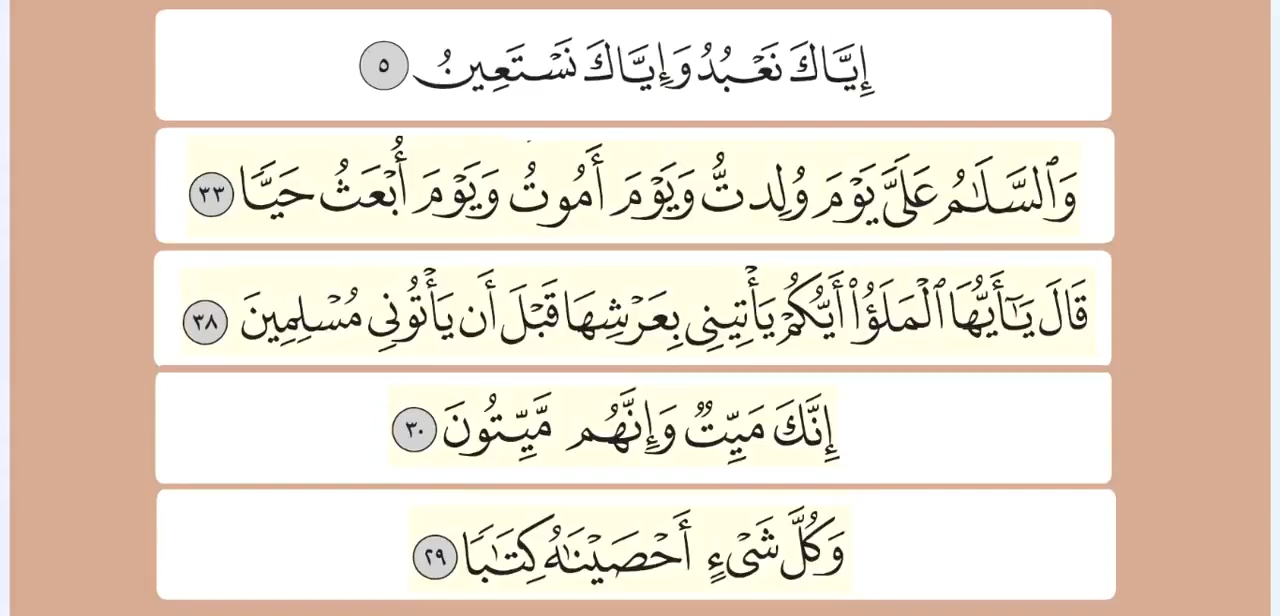 إِيَّاكَ نَعْبُدُ وَإِيَّاكَ نَسْتَعِينُ ٥
وَٱلسَّلَـٰمُ عَلَىَّ يَوْمَ وُلِدتُّ وَيَوْمَ أَمُوتُ وَيَوْمَ أُبْعَثُ حَيًّا ٣٣
قَالَ يَـٰٓأَيُّهَا ٱلْمَلَؤُا۟ أَيُّكُمْ يَأْتِينِى بِعَرْشِهَا قَبْلَ أَن يَأْتُونِى مُسْلِمِينَ ٣٨
إِنَّكَ مَيِّتٌ وَإِنَّهُم مَّيِّتُونَ ٣٠
وَكُلَّ شَىْءٍ أَحْصَيْنَـٰهُ كِتَـٰبًا ٢٩